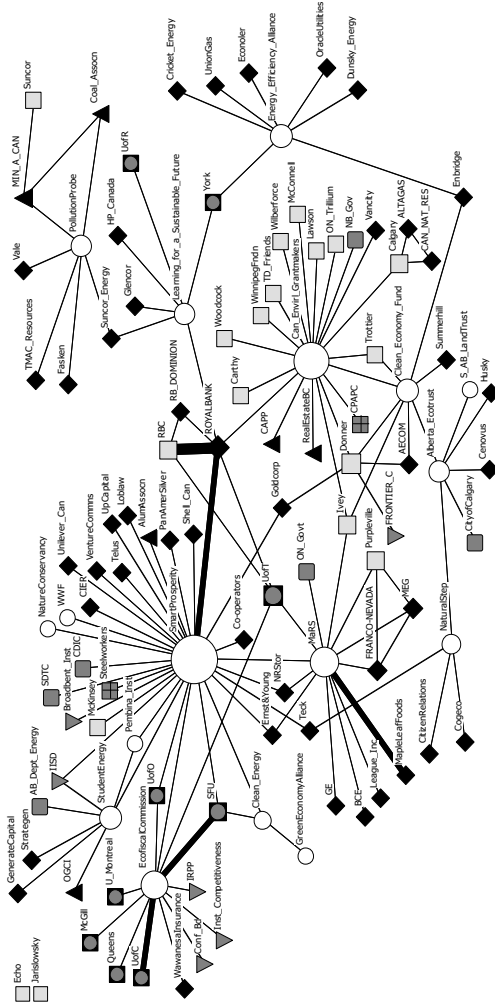 Echo
Jarislowsky
GenerateCapital
Strategen
OGCI
AB_Dept_Energy
IISD
StudentEnergy
McGill
Queens
UofC
U_Montreal
EcofiscalCommission
UofO
WawanesaInsurance
Conf_Bd
IRPP
Inst_Competitiveness
SFU
SDTC
Broadbent_Inst
CDIC
McKinsey
Steelworkers
Pembina_Inst
NatureConservancy
WWF
Unilever_Can
CIER
VentureCommns
Telus
UpCapital
Loblaw
AlumAssocn
PanAmerSilver
SmartProsperity
Shell_Can
Clean_Energy
GreenEconomyAlliance
Co-operators
Ernst&Young
NRStor
Teck
GE
BCE
League_Inc
MapleLeafFoods
MaRS
ON_Govt
UofT
Goldcorp
RBC
RB_DOMINION
ROYALBANK
TMAC_Resources
Fasken
Vale
Suncor_Energy
PollutionProbe
MIN_A_CAN
Suncor
Coal_Assocn
Glencor
HP_Canada
UofR
Learning_for_a_Sustainable_Future
York
Cricket_Energy
UnionGas
Econoler
Energy_Efficiency_Alliance
OracleUtilities
Dunsky_Energy
Enbridge
Carthy
Woodcock
WinnipegFndn
TD_Friends
Wilberforce
McConnell
Can_Envirl_Grantmakers
Lawson
ON_Trillium
NB_Gov
Vancity
Calgary
ALTAGAS
CAN_NAT_RES
CAPP
RealEstateBC
CPAPC
Donner
Trottier
Clean_Economy_Fund
Ivey
FRONTIER_C
AECOM
Summerhill
Purpleville
FRANCO-NEVADA
MEG
NaturalStep
CitizenRelations
Cogeco
Alberta_Ecotrust
S_AB_LandTrust
Husky
Cenovus
CityofCalgary